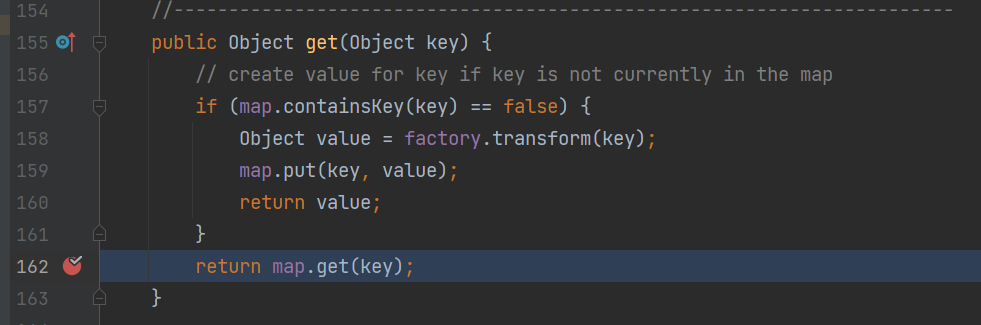 154 //------------------------------------------------------------------------
155 public Object get(Object key) {
156 // create value for key if key is not currently in the map
157 if (map.containsKey(key) == false) {
158 Object value = factory.transform(key);
159 map.put(key, value);
160 return value;
161 }
162 return map.get(key);
163 }